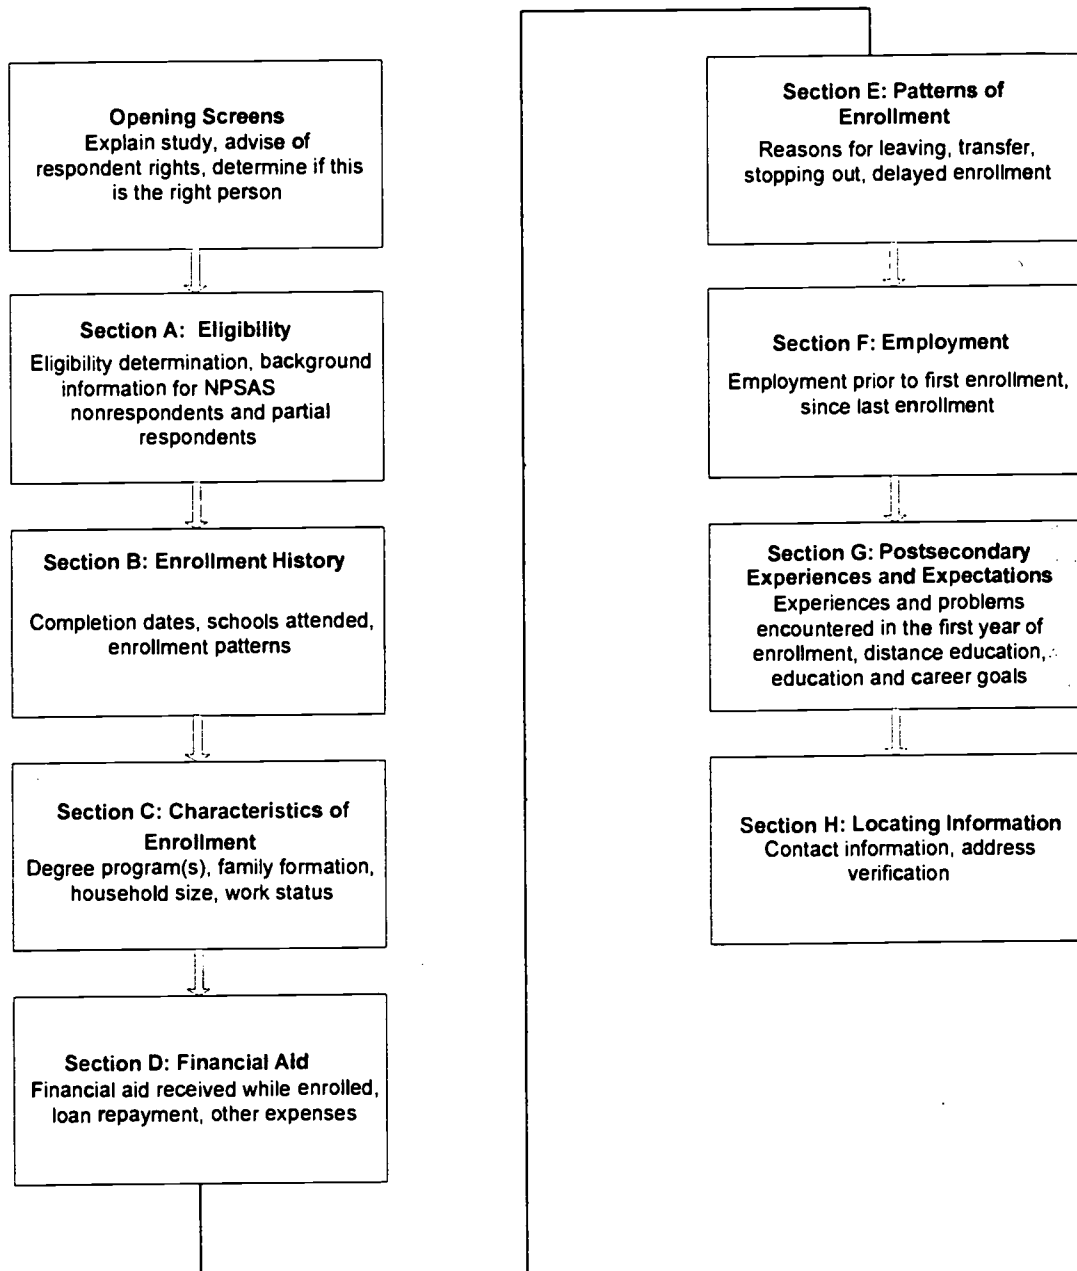 Opening Screens
Explain study, advise of
respondent rights, determine if this
is the right person
Section A: Eligibility
Eligibility determination, background
information for NPSAS
nonrespondents and partial
respondents
Section B: Enrollment History
Completion dates, schools attended,
enrollment patterns
Section C: Characteristics of
Enrollment
Degree program(s), family formation,
household size, work status
Section D: Financial Aid
Financial aid received while enrolled,
loan repayment, other expenses
Section E: Patterns of
Enrollment
Reasons for leaving, transfer,
stopping out, delayed enrollment
Section F: Employment
Employment prior to first enrollment,
since last enrollment
Section G: Postsecondary
Experiences and Expectations
Experiences and problems
encountered in the first year of
enrollment, distance education,
education and career goals
Section H: Locating Information
Contact information, address
verification